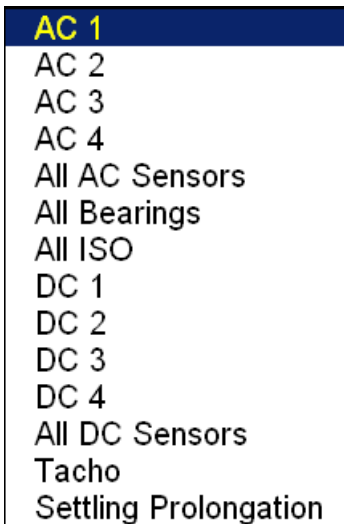 AC 1
AC 2
AC 3
AC 4
All AC Sensors
All Bearings
All ISO
DC 1
DC 2
DC 3
DC 4
All DC Sensors
Tacho
Settling Prolongation